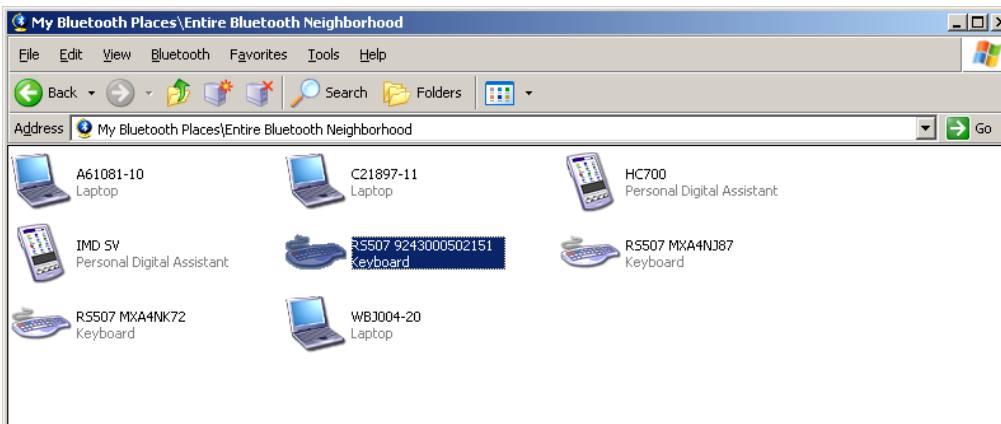 My Bluetooth Places\Entire Bluetooth Neighborhood
File Edit View Bluetooth Favorites Tools Help
Back Search Folders
Address My Bluetooth Places\Entire Bluetooth Neighborhood Go
A61081-10
Laptop
C21897-11
Laptop
HC700
Personal Digital Assistant
IMD SV
Personal Digital Assistant
RS507 9243000502151
Keyboard
RS507 MXA4NJ87
Keyboard
RS507 MXA4NK72
Keyboard
WBJ004-20
Laptop